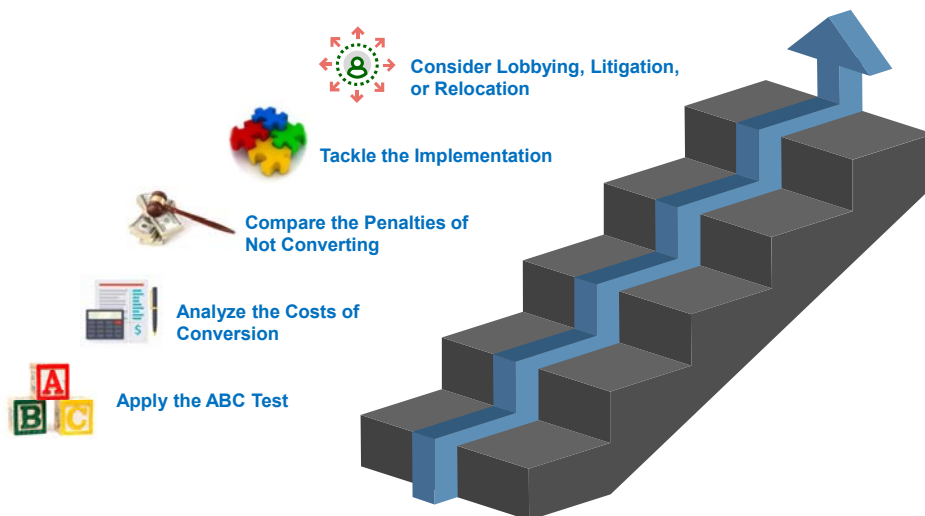 Consider Lobbying, Litigation,
or Relocation
Tackle the Implementation
Compare the Penalties of
Not Converting
$
Analyze the Costs of
Conversion
A
B C
Apply the ABC Test